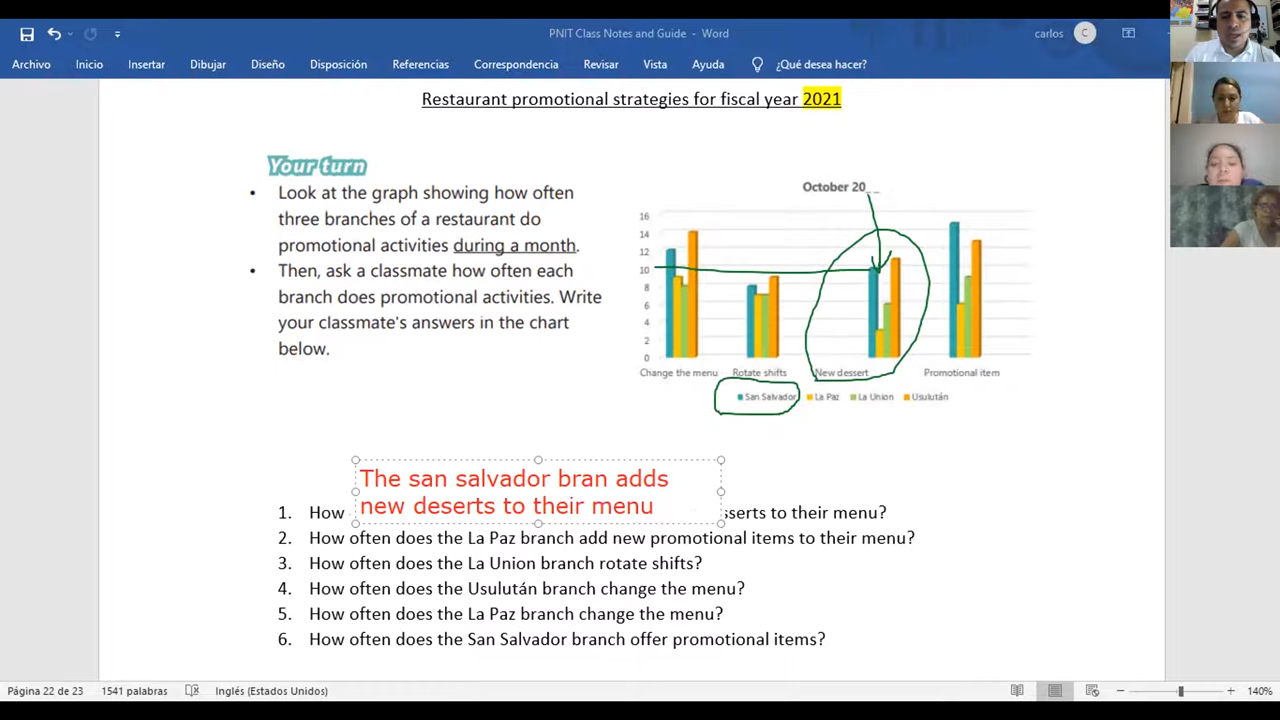 PNIT Class Notes and Guide - Word
carlos
C
Archivo Inicio Insertar Dibujar Diseño Disposición Referencias Correspondencia Revisar Vista Ayuda ¿Qué desea hacer?
Restaurant promotional strategies for fiscal year 2021
Your turn
• Look at the graph showing how often
three branches of a restaurant do
promotional activities during a month.
• Then, ask a classmate how often each
branch does promotional activities. Write
your classmate's answers in the chart
below.
October 20__
16
14
12
10
8
6
4
2
0
Change the menu Rotate shifts New dessert Promotional item
San Salvador La Paz La Union Usulután
The san salvador bran adds
new deserts to their menu
1. How sserts to their menu?
2. How often does the La Paz branch add new promotional items to their menu?
3. How often does the La Union branch rotate shifts?
4. How often does the Usulután branch change the menu?
5. How often does the La Paz branch change the menu?
6. How often does the San Salvador branch offer promotional items?
Página 22 de 23 1541 palabras Inglés (Estados Unidos) 140%